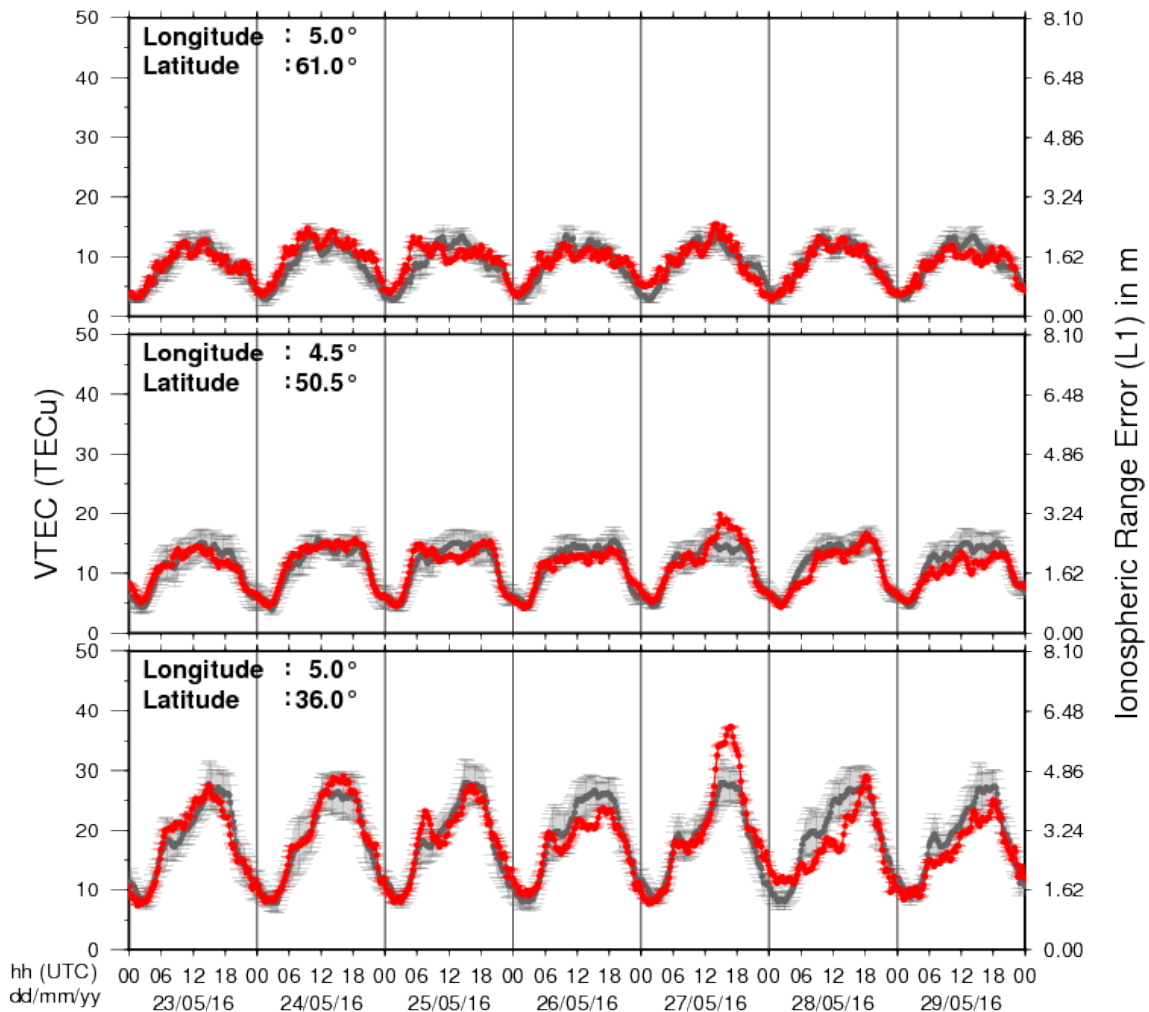 50 8.10
Longitude : 5.0°
Latitude :61.0°
40 6.48
30 4.86
20 3.24
10 1.62
0 0.00
50 8.10
Longitude : 4.5°
Latitude :50.5°
40 6.48
30 4.86
20 3.24
10 1.62
0 0.00
50 8.10
Longitude : 5.0°
Latitude :36.0°
40 6.48
30 4.86
20 3.24
10 1.62
0 0.00
VTEC (TECu)
Ionospheric Range Error (L1) in m
hh (UTC) 00 06 12 18 00 06 12 18 00 06 12 18 00 06 12 18 00 06 12 18 00 06 12 18 00 06 12 18 00
dd/mm/yy 23/05/16 24/05/16 25/05/16 26/05/16 27/05/16 28/05/16 29/05/16